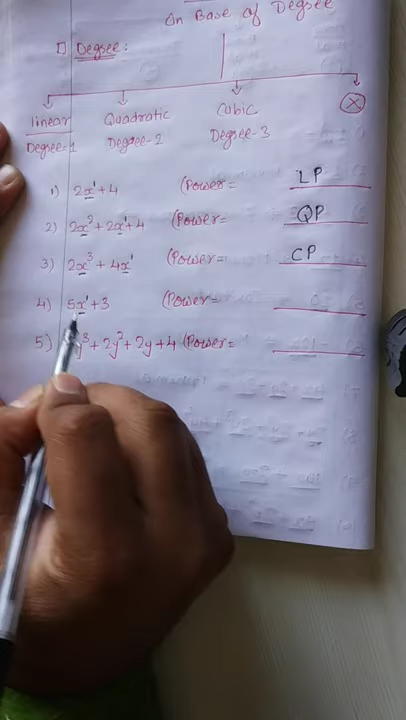 On Base of Degree
1] Degree :
linear Quadratic Cubic X
Degree-1 Degree-2 Degree-3
1) 2x¹+4 (Power= LP
2) 2x²+2x¹+4 (Power= QP
3) 2x³+4x¹ (Power= CP
4) 5x¹+3 (Power=
5) y³+2y²+2y+4 (Power=